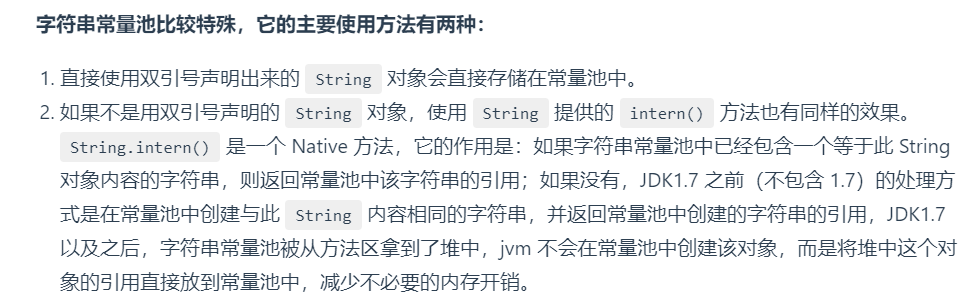 字符串常量池比较特殊，它的主要使用方法有两种：
1. 直接使用双引号声明出来的 String 对象会直接存储在常量池中。
2. 如果不是用双引号声明的 String 对象，使用 String 提供的 intern() 方法也有同样的效果。
String.intern() 是一个 Native 方法，它的作用是：如果字符串常量池中已经包含一个等于此 String
对象内容的字符串，则返回常量池中该字符串的引用；如果没有，JDK1.7 之前（不包含 1.7）的处理方
式是在常量池中创建与此 String 内容相同的字符串，并返回常量池中创建的字符串的引用，JDK1.7
以及之后，字符串常量池被从方法区拿到了堆中，jvm 不会在常量池中创建该对象，而是将堆中这个对
象的引用直接放到常量池中，减少不必要的内存开销。